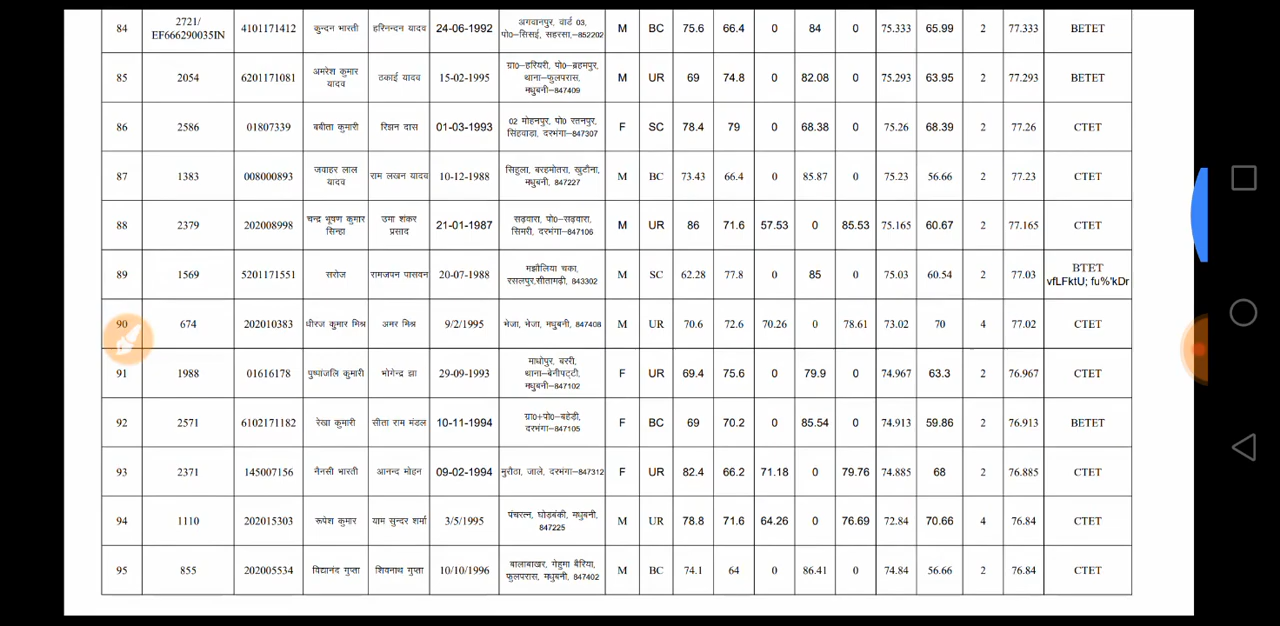 84 2721/ EF666290035IN 4101171412 कुन्दन भारती हरिनन्दन यादव 24-06-1992 अगवानपुर, वार्ड 03, पो0-सिसई, सहरसा,-852202 M BC 75.6 66.4 0 84 0 75.333 65.99 2 77.333 BETET
85 2054 6201171081 अमरेश कुमार यादव ठकाई यादव 15-02-1995 ग्रा0-हरियरी, पो0-ब्रहमपुर, थाना-फुलपरास, मधुबनी-847409 M UR 69 74.8 0 82.08 0 75.293 63.95 2 77.293 BETET
86 2586 01807339 बबीता कुमारी रिझन दास 01-03-1993 02 मोहनपुर, पो0 रतनपुर, सिंहवाडा, दरभंगा-847307 F SC 78.4 79 0 68.38 0 75.26 68.39 2 77.26 CTET
87 1383 008000893 जवाहर लाल यादव राम लखन यादव 10-12-1988 सिहुला, बरहमोतरा, खुटौना, मधुबनी, 847227 M BC 73.43 66.4 0 85.87 0 75.23 56.66 2 77.23 CTET
88 2379 202008998 चन्द्र भूषण कुमार सिन्हा उमा शंकर प्रसाद 21-01-1987 सढ़वारा, पो0-सढ़वारा, सिमरी, दरभंगा-847106 M UR 86 71.6 57.53 0 85.53 75.165 60.67 2 77.165 CTET
89 1569 5201171551 सरोज रामजपन पासवान 20-07-1988 मझौलिया चका, रसलपुर,सीतामढ़ी, 843302 M SC 62.28 77.8 0 85 0 75.03 60.54 2 77.03 BTET vfLFktU; fu%'kDr
90 674 202010383 धीरज कुमार मिश्र अमर मिश्र 9/2/1995 भेजा, भेजा, मधुबनी, 847408 M UR 70.6 72.6 70.26 0 78.61 73.02 70 4 77.02 CTET
91 1988 01616178 पुष्पांजलि कुमारी भोगेन्द्र झा 29-09-1993 माधोपुर, बररी, थाना-बेनीपट्टी, मधुबनी-847102 F UR 69.4 75.6 0 79.9 0 74.967 63.3 2 76.967 CTET
92 2571 6102171182 रेखा कुमारी सीता राम मंडल 10-11-1994 ग्रा0+पो0-बहेडी, दरभंगा-847105 F BC 69 70.2 0 85.54 0 74.913 59.86 2 76.913 BETET
93 2371 145007156 नैनसी भारती आनन्द मोहन 09-02-1994 मुरौठा, जाले, दरभंगा-847312 F UR 82.4 66.2 71.18 0 79.76 74.885 68 2 76.885 CTET
94 1110 202015303 रूपेश कुमार याम सुन्दर शर्मा 3/5/1995 पंचरत्न, घोडबंकी, मधुबनी, 847225 M UR 78.8 71.6 64.26 0 76.69 72.84 70.66 4 76.84 CTET
95 855 202005534 विद्यानंद गुप्ता शिवनाथ गुप्ता 10/10/1996 बालाबाखर, गेहुमा बैरिया, फुलपरास, मधुबनी, 847402 M BC 74.1 64 0 86.41 0 74.84 56.66 2 76.84 CTET